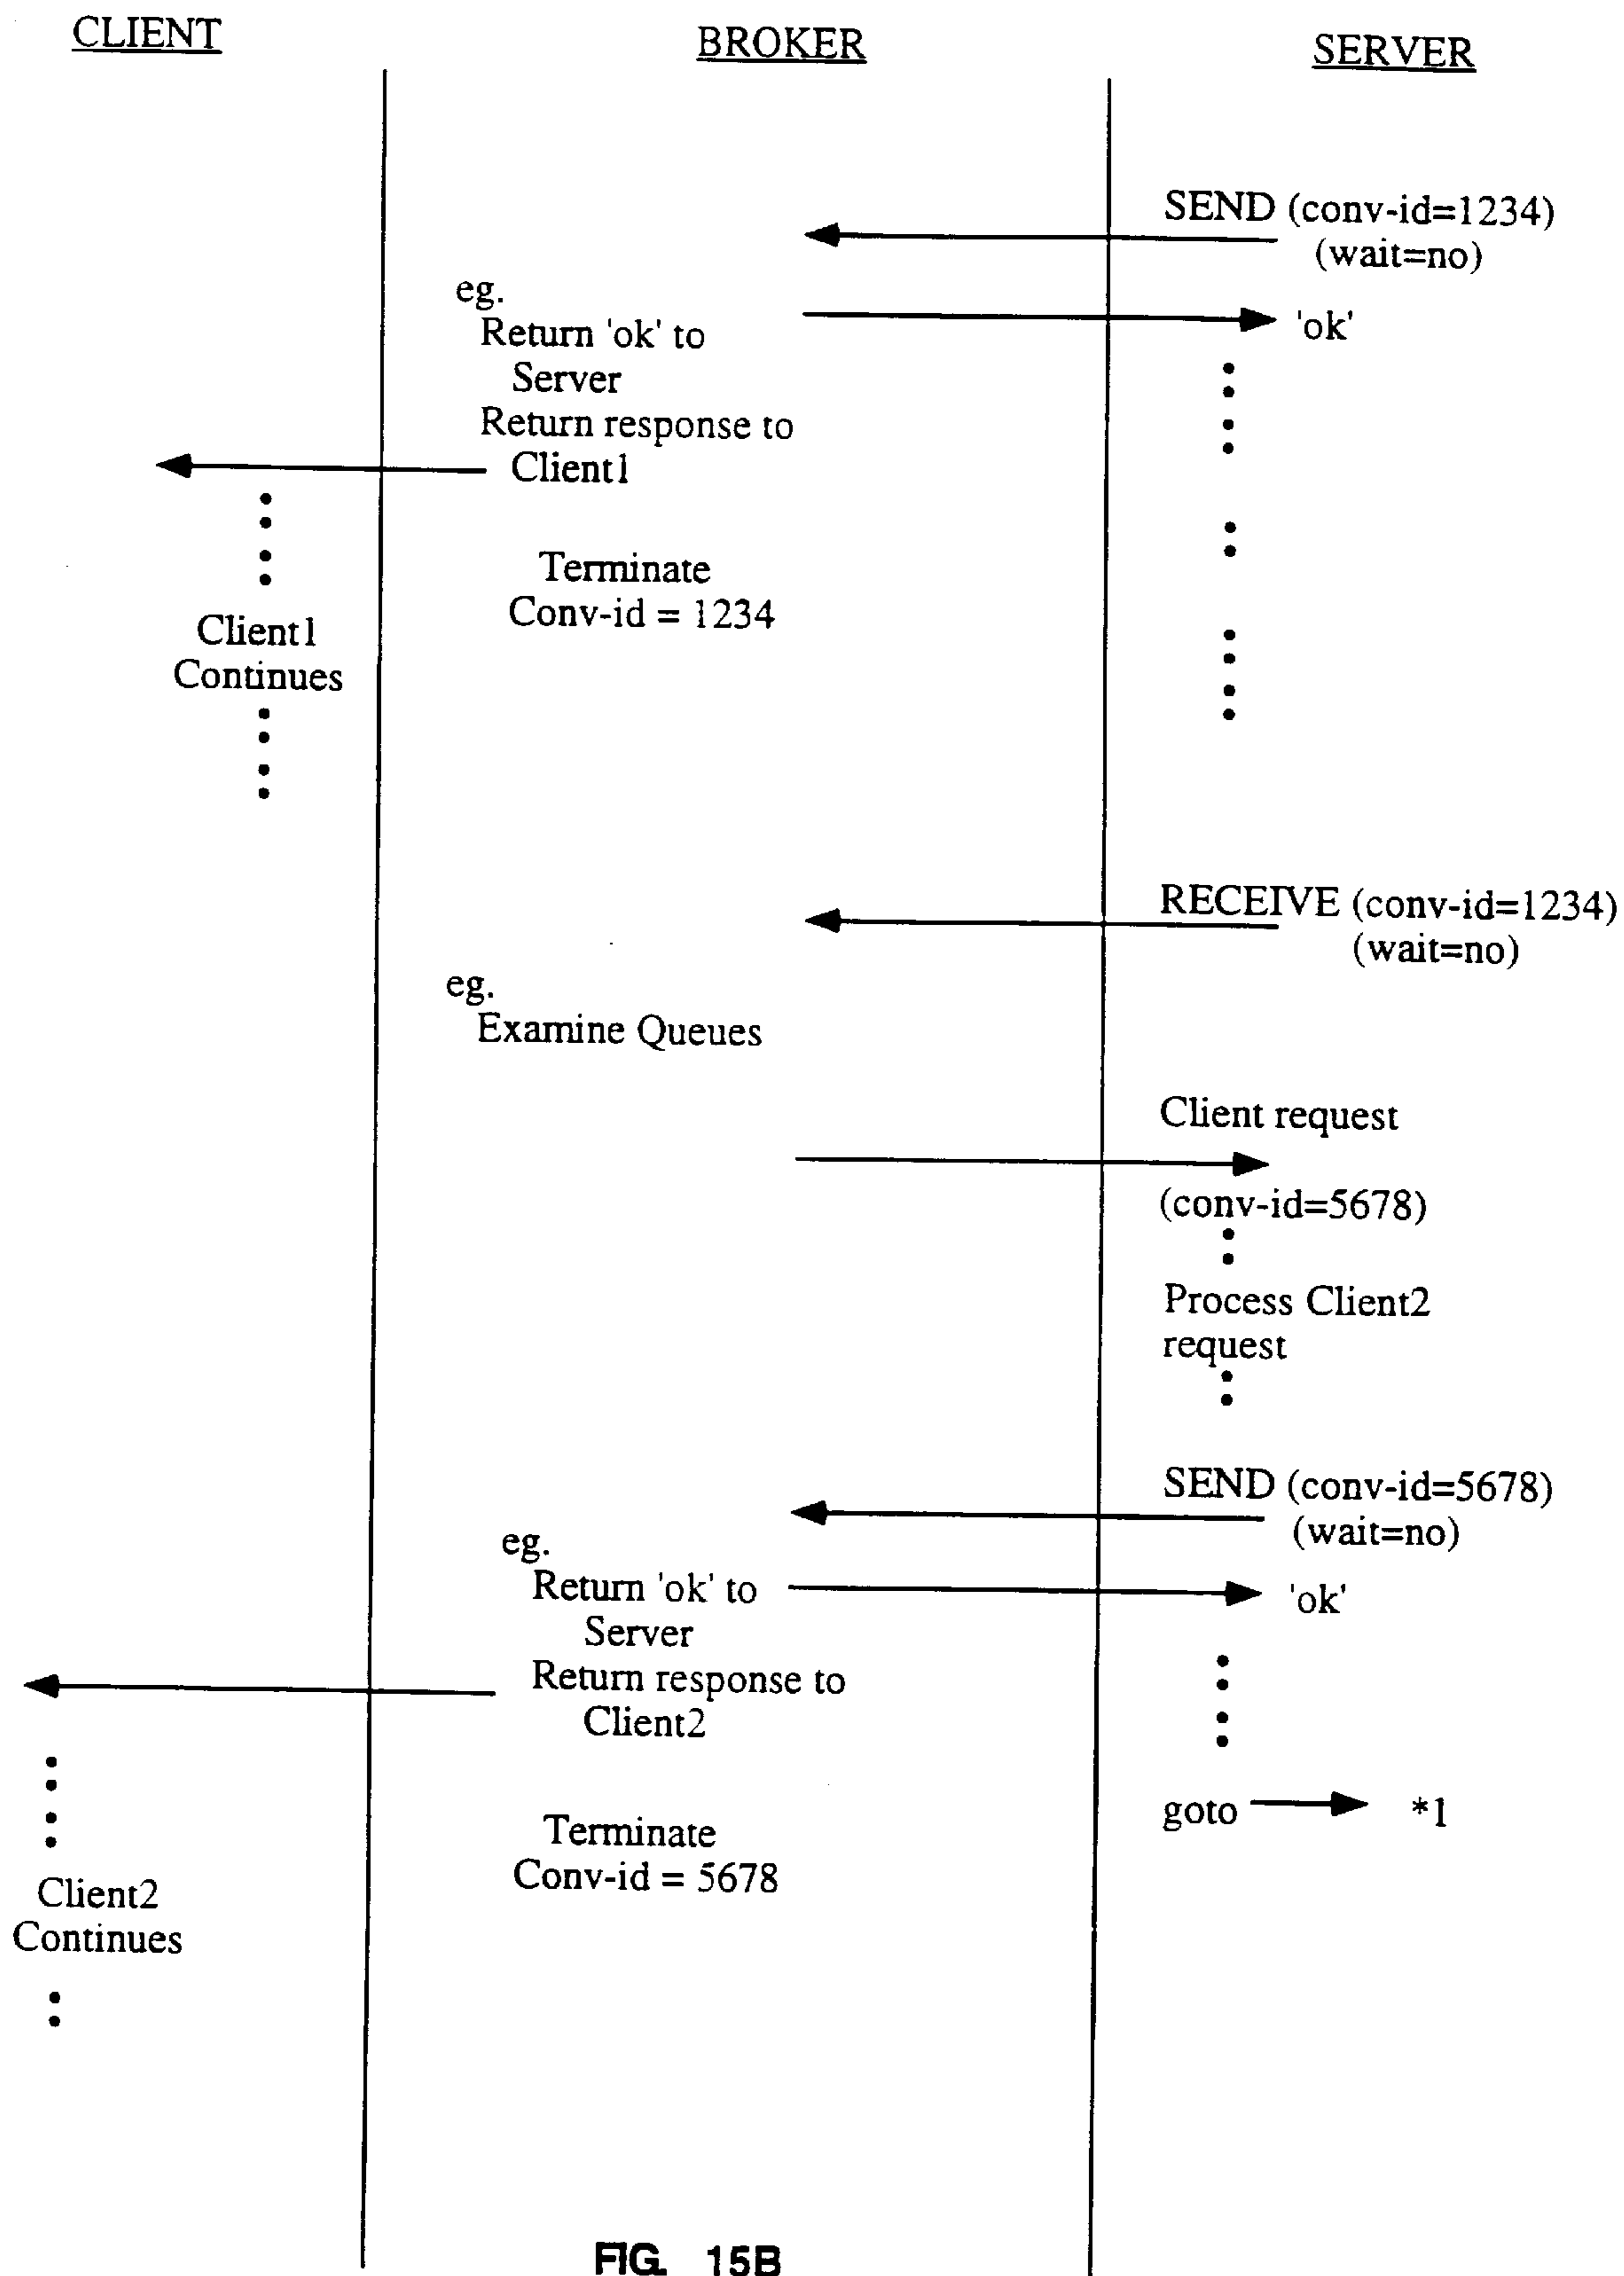 CLIENT
BROKER
SERVER
SEND (conv-id=1234)
(wait=no)
eg.
Return 'ok' to
Server
'ok'
Return response to
Client1
Terminate
Conv-id = 1234
Client1
Continues
RECEIVE (conv-id=1234)
(wait=no)
eg.
Examine Queues
Client request
(conv-id=5678)
Process Client2
request
SEND (conv-id=5678)
(wait=no)
eg.
Return 'ok' to
Server
'ok'
Return response to
Client2
goto *1
Terminate
Conv-id = 5678
Client2
Continues
FIG. 15B